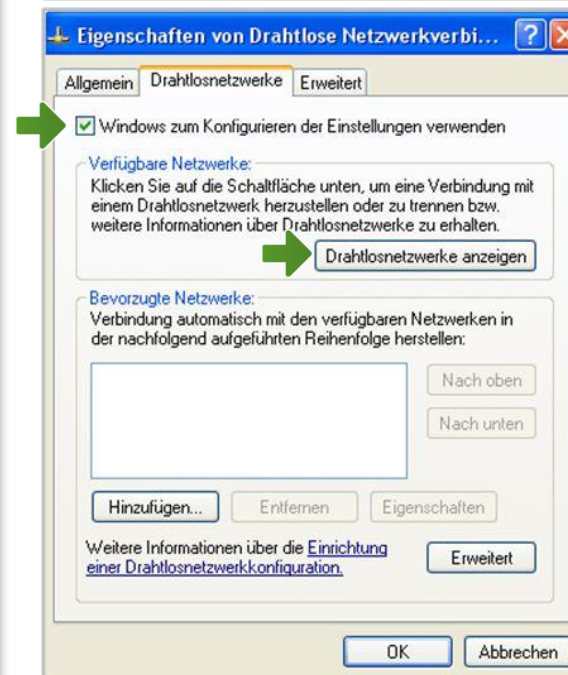 Eigenschaften von Drahtlose Netzwerkverbi... ?
Allgemein Drahtlosnetzwerke Erweitert
Windows zum Konfigurieren der Einstellungen verwenden
Verfügbare Netzwerke:
Klicken Sie auf die Schaltfläche unten, um eine Verbindung mit
einem Drahtlosnetzwerk herzustellen oder zu trennen bzw.
weitere Informationen über Drahtlosnetzwerke zu erhalten.
Drahtlosnetzwerke anzeigen
Bevorzugte Netzwerke:
Verbindung automatisch mit den verfügbaren Netzwerken in
der nachfolgend aufgeführten Reihenfolge herstellen:
Nach oben
Nach unten
Hinzufügen... Entfernen Eigenschaften
Weitere Informationen über die Einrichtung
einer Drahtlosnetzwerkkonfiguration.
Erweitert
OK Abbrechen